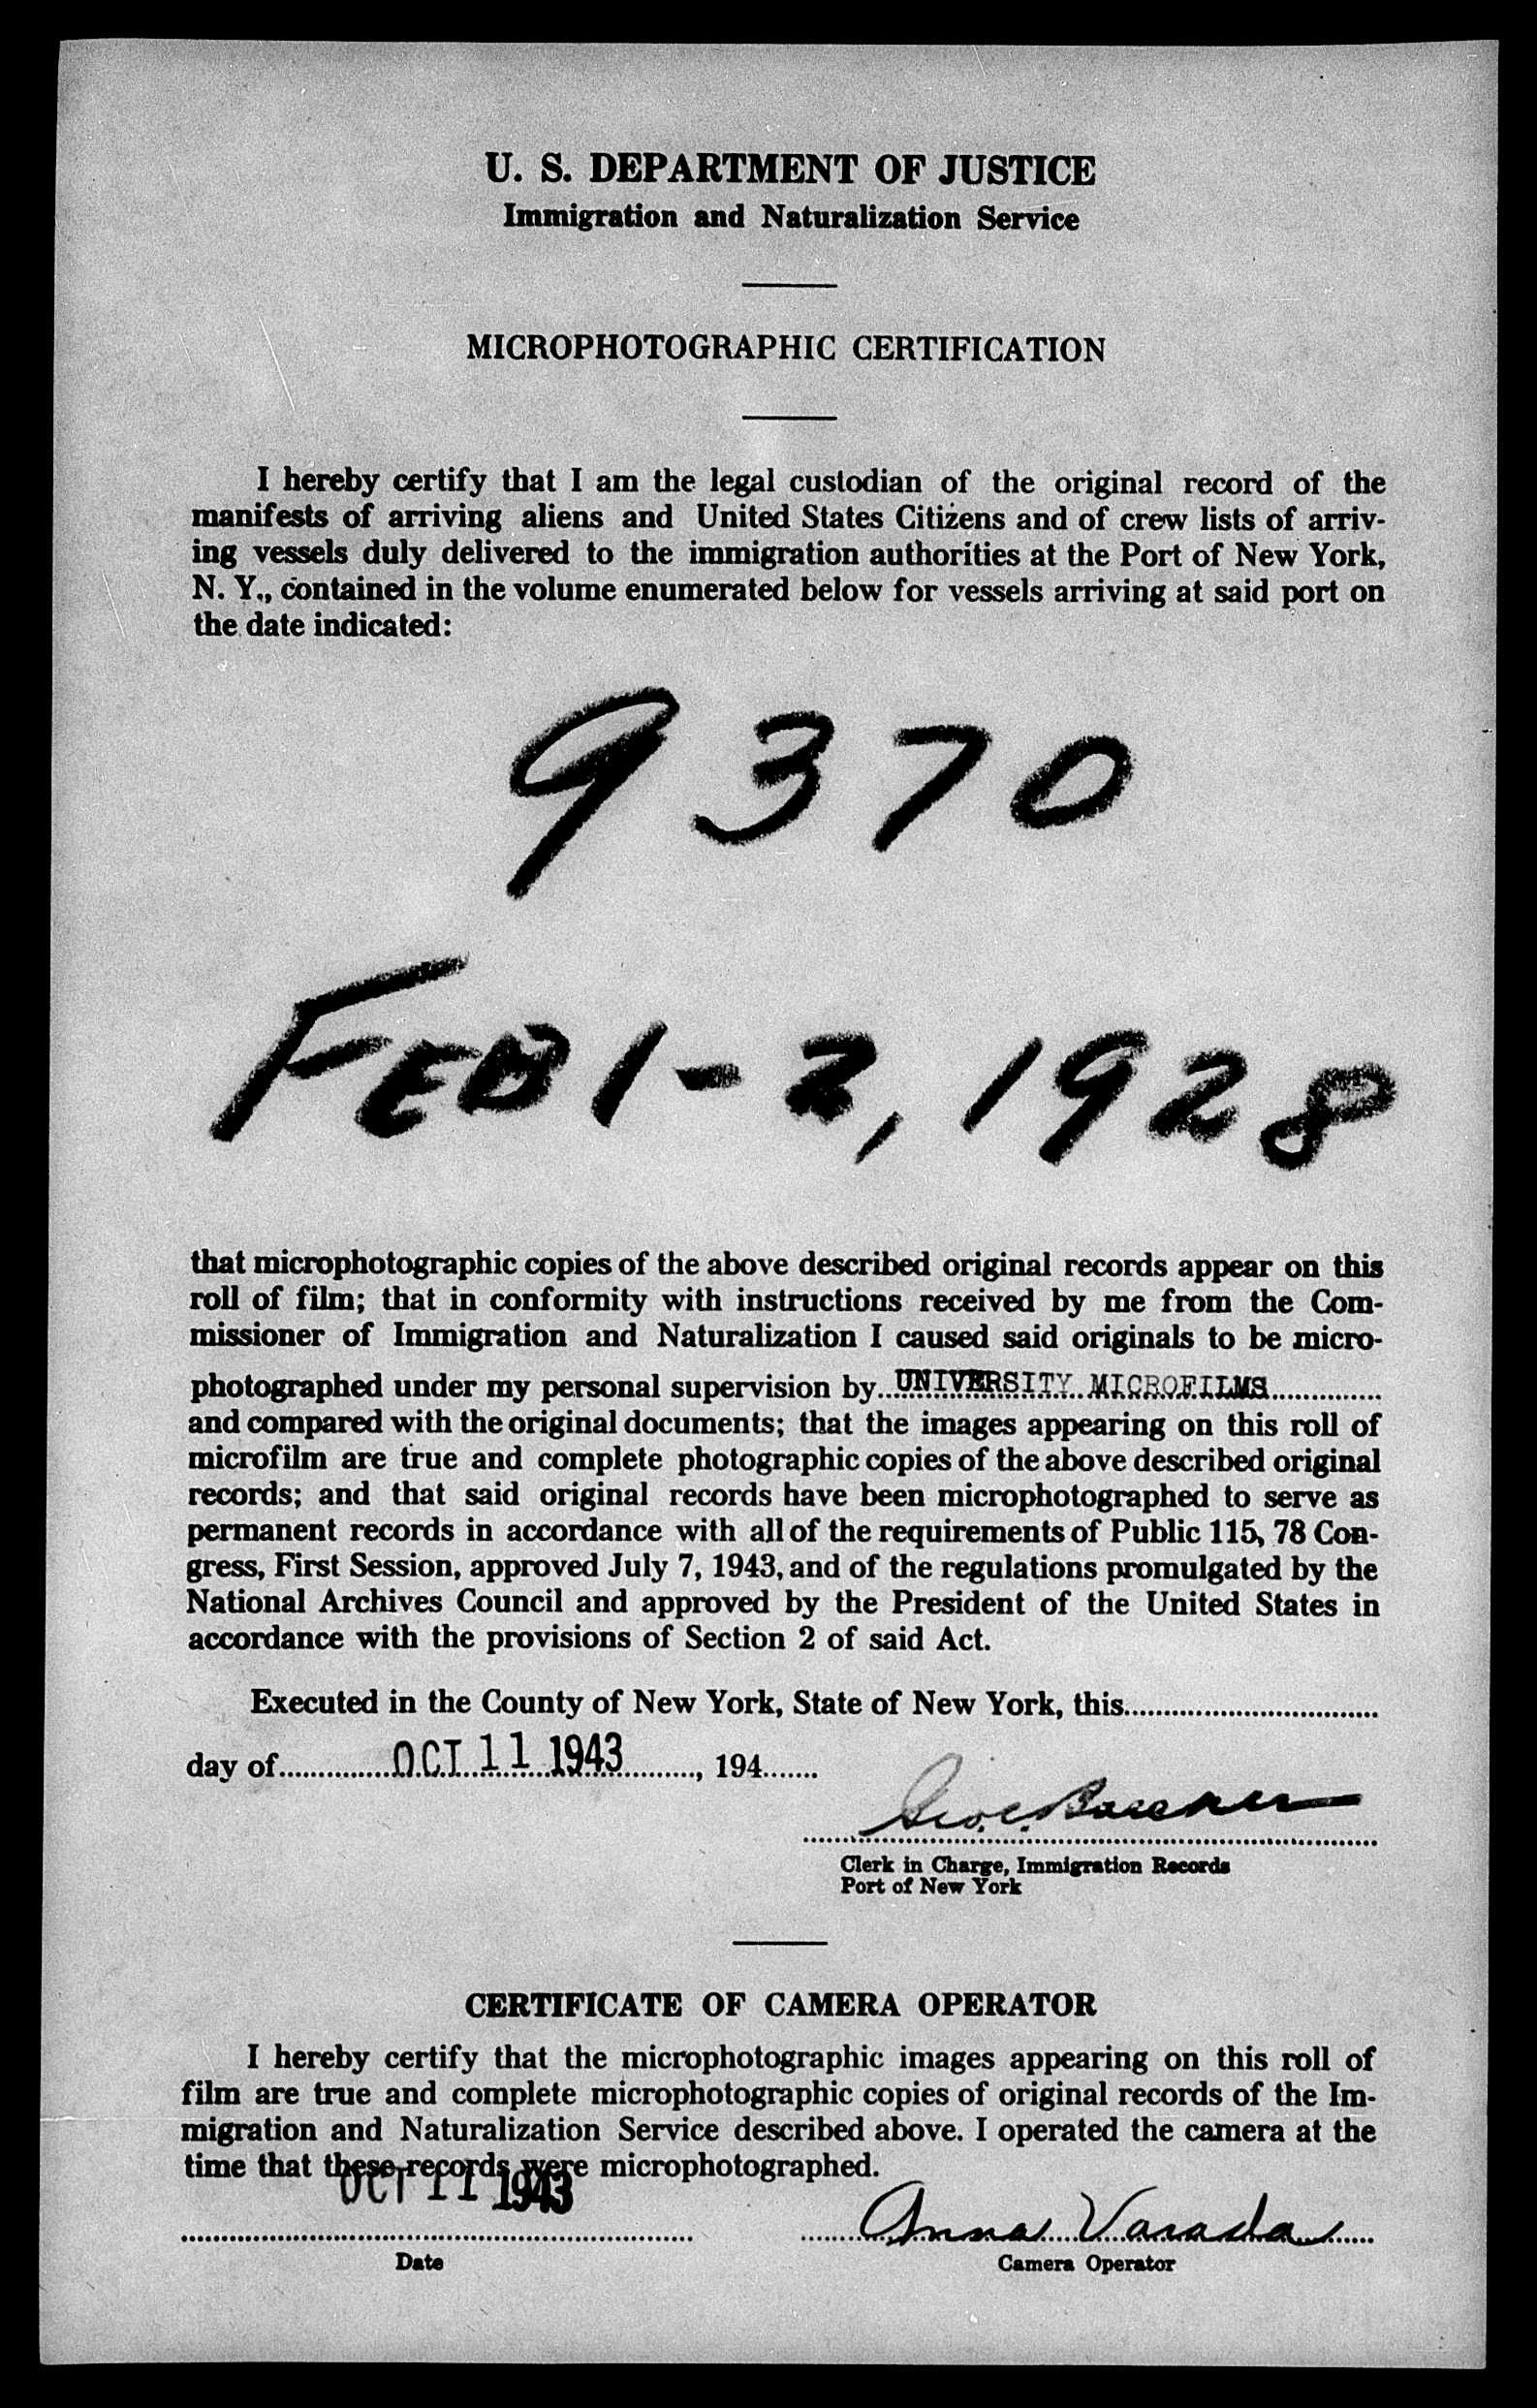 U. S. DEPARTMENT OF JUSTICE
Immigration and Naturalization Service
MICROPHOTOGRAPHIC CERTIFICATION
I hereby certify that I am the legal custodian of the original record of the
manifests of arriving aliens and United States Citizens and of crew lists of arriv-
ing vessels duly delivered to the immigration authorities at the Port of New York,
N. Y., contained in the volume enumerated below for vessels arriving at said port on
the date indicated:
9370
FEB 1-2, 1928
that microphotographic copies of the above described original records appear on this
roll of film; that in conformity with instructions received by me from the Com-
missioner of Immigration and Naturalization I caused said originals to be micro-
photographed under my personal supervision by UNIVERSITY MICROFILMS
and compared with the original documents; that the images appearing on this roll of
microfilm are true and complete photographic copies of the above described original
records; and that said original records have been microphotographed to serve as
permanent records in accordance with all of the requirements of Public 115, 78 Con-
gress, First Session, approved July 7, 1943, and of the regulations promulgated by the
National Archives Council and approved by the President of the United States in
accordance with the provisions of Section 2 of said Act.
Executed in the County of New York, State of New York, this
day of OCT 11 1943, 194
Geo. C.
Clerk in Charge, Immigration Records
Port of New York
CERTIFICATE OF CAMERA OPERATOR
I hereby certify that the microphotographic images appearing on this roll of
film are true and complete microphotographic copies of original records of the Im-
migration and Naturalization Service described above. I operated the camera at the
time that these records were microphotographed.
OCT 11 1943
Anna Varada
Date
Camera Operator